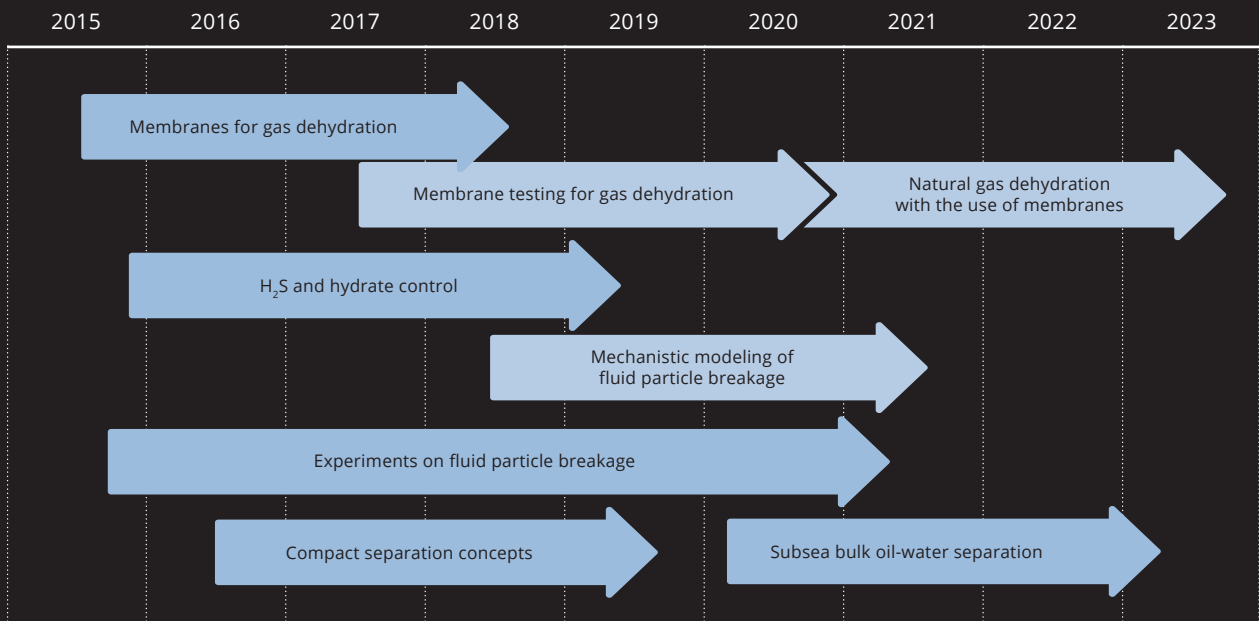 2015 2016 2017 2018 2019 2020 2021 2022 2023
Membranes for gas dehydration
Membrane testing for gas dehydration
Natural gas dehydration
with the use of membranes
H₂S and hydrate control
Mechanistic modeling of
fluid particle breakage
Experiments on fluid particle breakage
Compact separation concepts
Subsea bulk oil-water separation